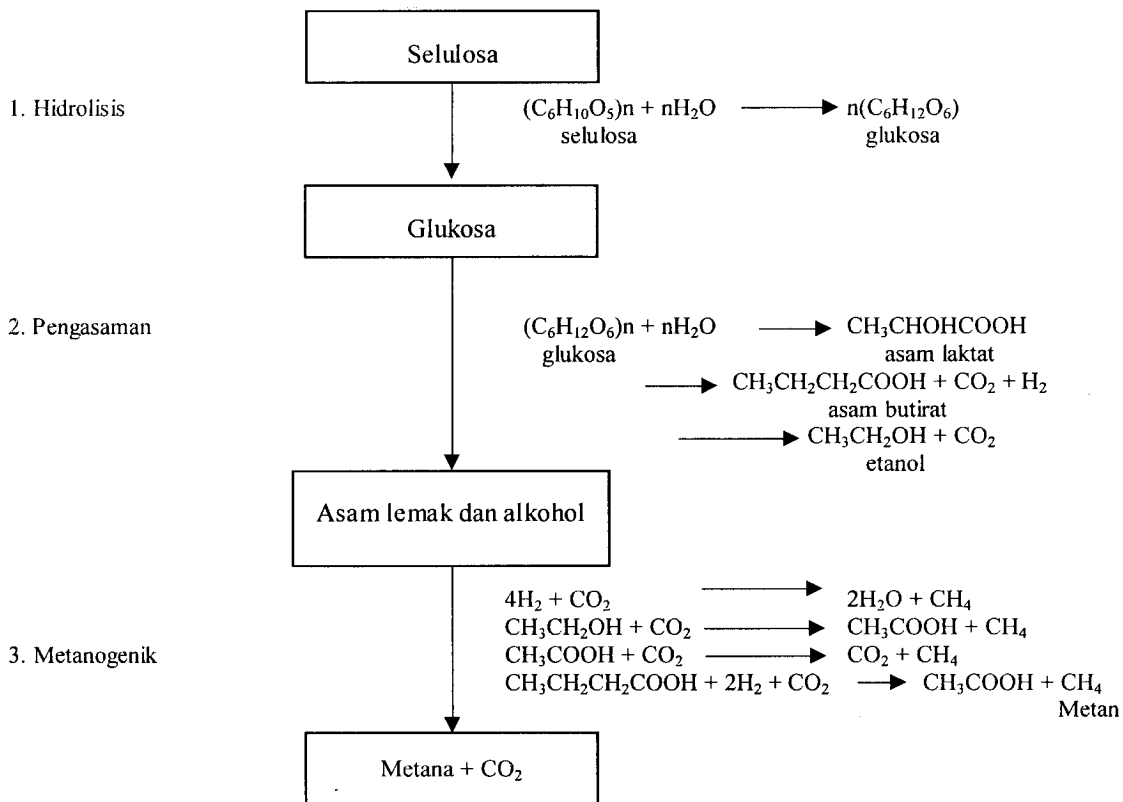 Selulosa
1. Hidrolisis
(C₆H₁₀O₅)n + nH₂O ⟶ n(C₆H₁₂O₆)
selulosa glukosa
Glukosa
2. Pengasaman
(C₆H₁₂O₆)n + nH₂O ⟶ CH₃CHOHCOOH
glukosa asam laktat
⟶ CH₃CH₂CH₂COOH + CO₂ + H₂
asam butirat
⟶ CH₃CH₂OH + CO₂
etanol
Asam lemak dan alkohol
3. Metanogenik
4H₂ + CO₂ ⟶ 2H₂O + CH₄
CH₃CH₂OH + CO₂ ⟶ CH₃COOH + CH₄
CH₃COOH + CO₂ ⟶ CO₂ + CH₄
CH₃CH₂CH₂COOH + 2H₂ + CO₂ ⟶ CH₃COOH + CH₄
Metan
Metana + CO₂